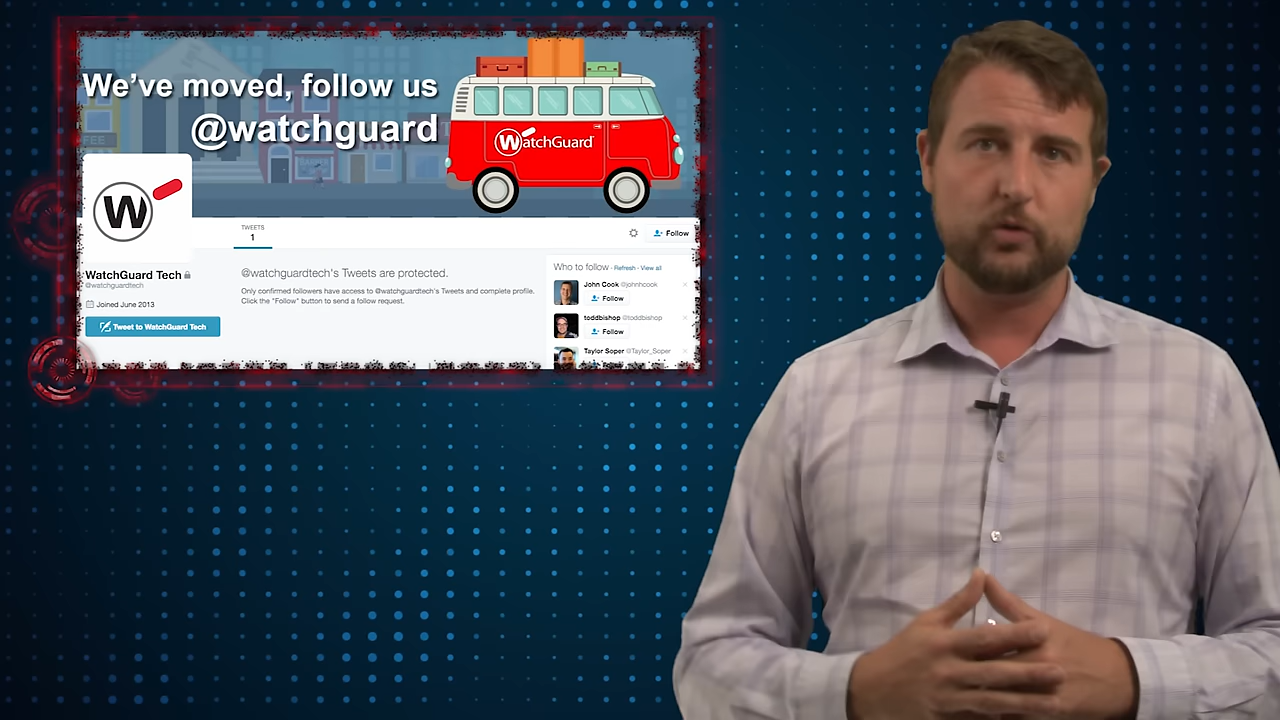 We've moved, follow us
@watchguard
WatchGuard
W
TWEETS
1
Follow
WatchGuard Tech
@watchguardtech
Joined June 2013
Tweet to WatchGuard Tech
@watchguardtech's Tweets are protected.
Only confirmed followers have access to @watchguardtech's Tweets and complete profile.
Click the "Follow" button to send a follow request.
Who to follow · Refresh · View all
John Cook @johnhcook
Follow
toddbishop @toddbishop
Follow
Taylor Soper @Taylor_Soper